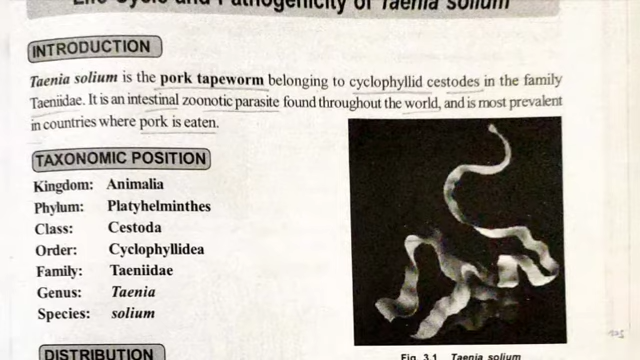 Life Cycle and Pathogenicity of Taenia solium
INTRODUCTION
Taenia solium is the pork tapeworm belonging to cyclophyllid cestodes in the family
Taeniidae. It is an intestinal zoonotic parasite found throughout the world, and is most prevalent
in countries where pork is eaten.
TAXONOMIC POSITION
Kingdom: Animalia
Phylum: Platyhelminthes
Class: Cestoda
Order: Cyclophyllidea
Family: Taeniidae
Genus: Taenia
Species: solium
DISTRIBUTION
Fig. 3.1 Taenia solium